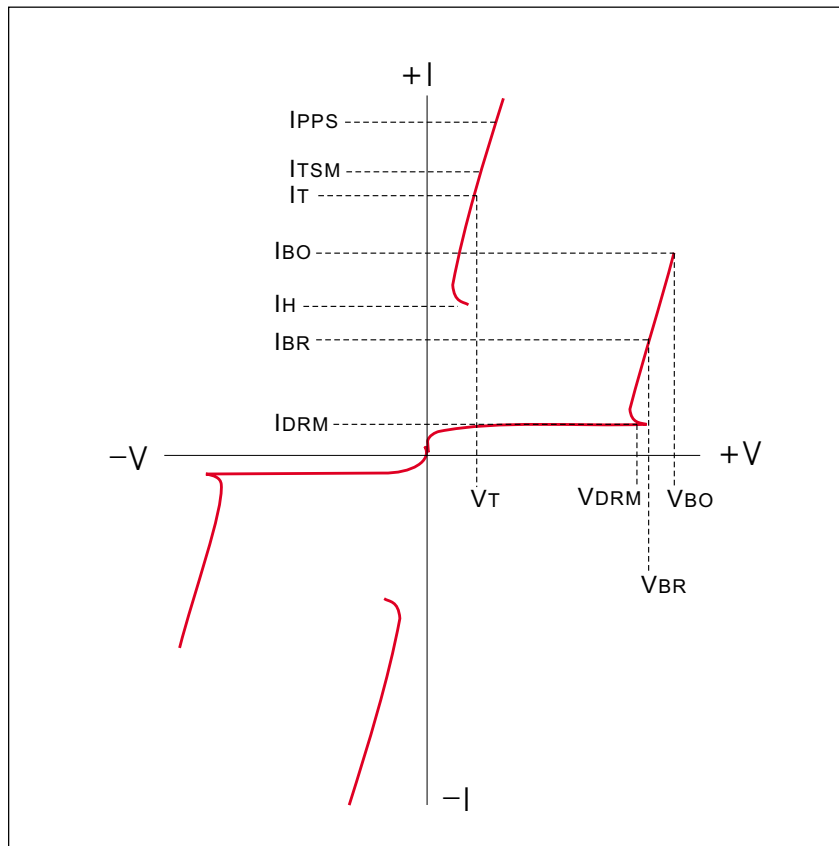 +I
IPPS
ITSM
IT
IBO
IH
IBR
IDRM
−V
+V
VT
VDRM
VBO
VBR
−I